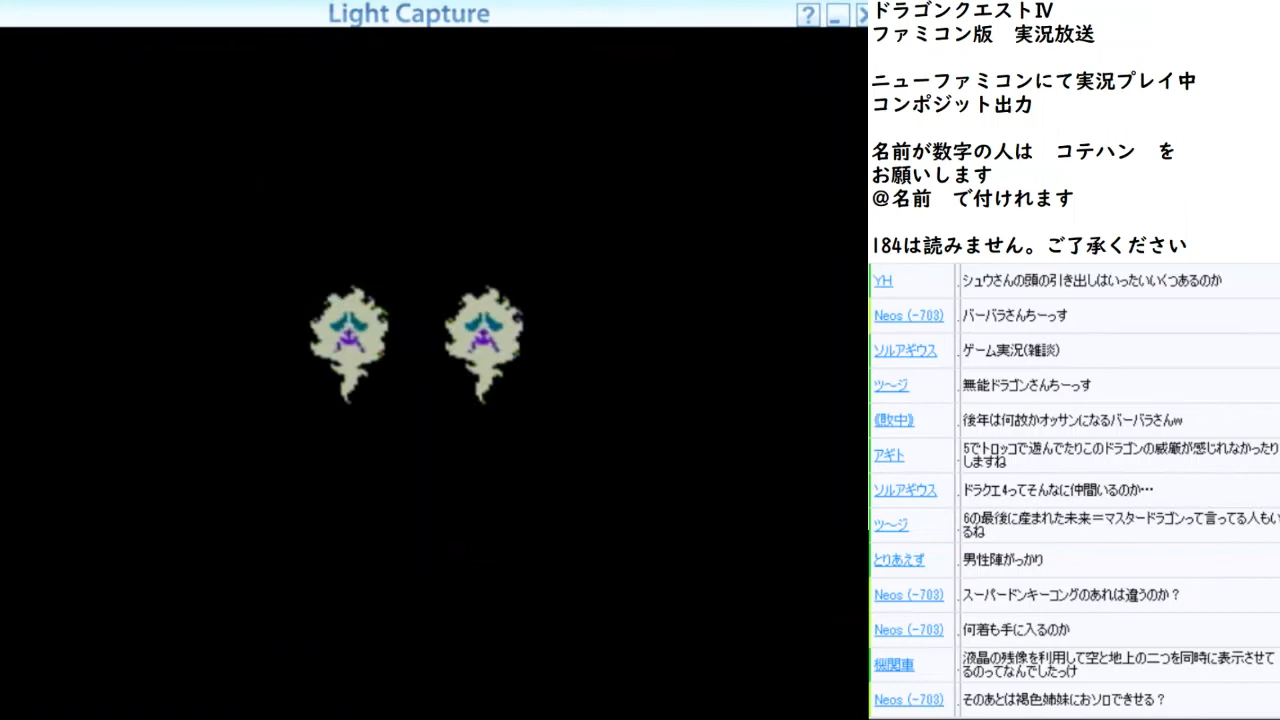 Light Capture
ドラゴンクエストⅣ
ファミコン版　実況放送
ニューファミコンにて実況プレイ中
コンポジット出力
名前が数字の人は　コテハン　を
お願いします
＠名前　で付けれます
184は読みません。ご了承ください
YH シュウさんの頭の引き出しはいったいいくつあるのか
Neos (-703) バーバラさんちーっす
ソルアギウス ゲーム実況(雑談)
ツ～ジ 無能ドラゴンさんちーっす
《敗中》 後年は何故かオッサンになるバーバラさんw
アギト 5でトロッコで遊んでたりこのドラゴンの威厳が感じれなかったり
しますね
ソルアギウス ドラクエ4ってそんなに仲間いるのか…
ツ～ジ 6の最後に産まれた未来＝マスタードラゴンって言ってる人もい
るね
とりあえず 男性陣がっかり
Neos (-703) スーパードンキーコングのあれは違うのか？
Neos (-703) 何着も手に入るのか
機関車 液晶の残像を利用して空と地上の二つを同時に表示させて
るのってなんでしたっけ
Neos (-703) そのあとは褐色姉妹におソロできせる？